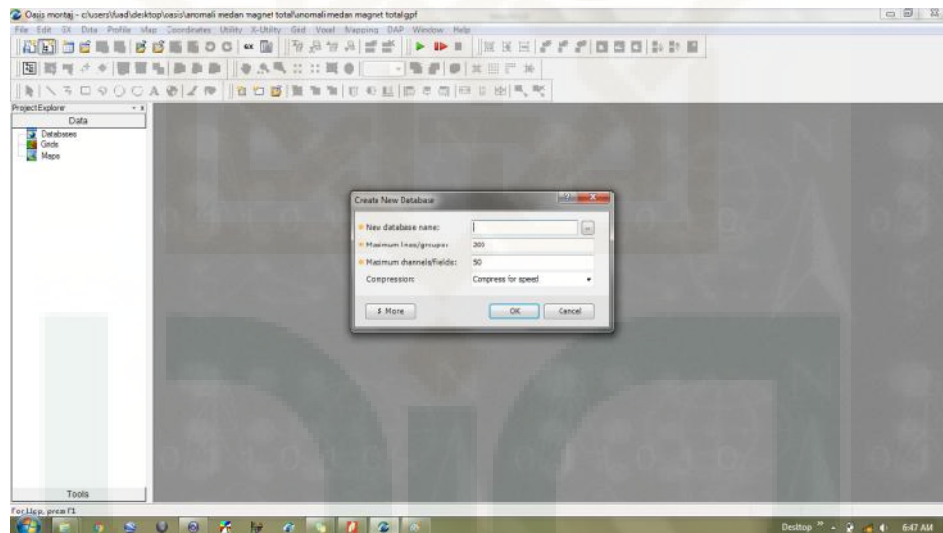 Oasis montaj - c:\users\fuad\desktop\oasis\anomali medan magnet total\anomali medan magnet total.gpf
File Edit GX Data Profile Map Coordinates Utility X-Utility Grid Voxel Mapping DAP Window Help
Project Explorer
Data
Databases
Grids
Maps
Create New Database
New database name:
Maximum lines/groups: 200
Maximum channels/fields: 50
Compression: Compress for speed
More
OK Cancel
Tools
For Help, press F1
Desktop
6:47 AM